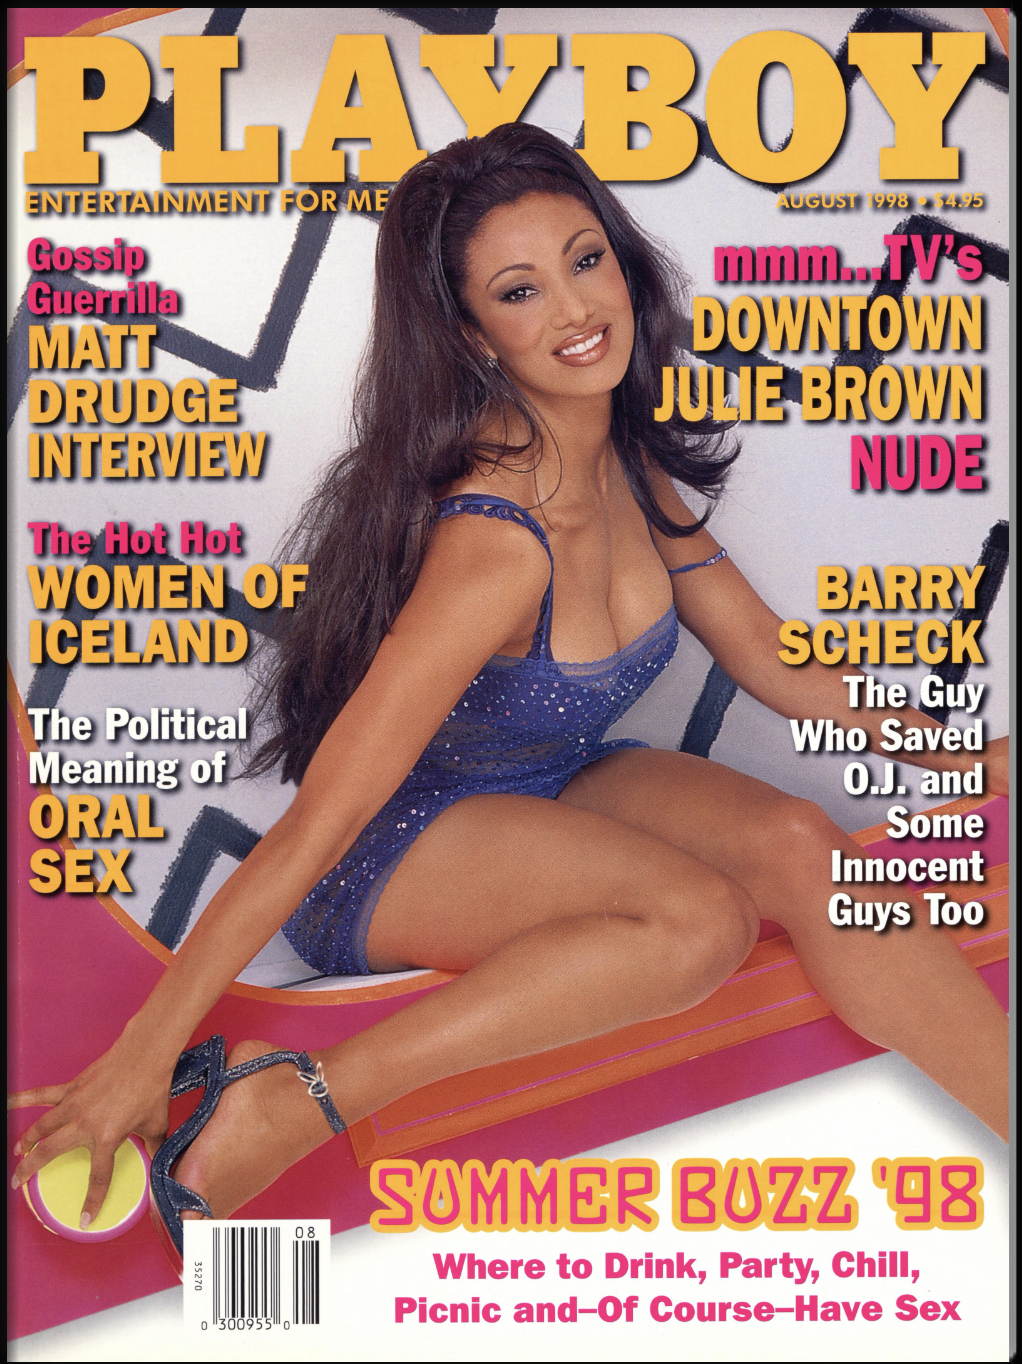 PLAYBOY
ENTERTAINMENT FOR ME
AUGUST 1998 • $4.95
Gossip
Guerrilla
MATT
DRUDGE
INTERVIEW
The Hot Hot
WOMEN OF
ICELAND
The Political
Meaning of
ORAL
SEX
mmm...TV's
DOWNTOWN
JULIE BROWN
NUDE
BARRY
SCHECK
The Guy
Who Saved
O.J. and
Some
Innocent
Guys Too
SUMMER BUZZ '98
Where to Drink, Party, Chill,
Picnic and–Of Course–Have Sex
08
35270
0 300955 0